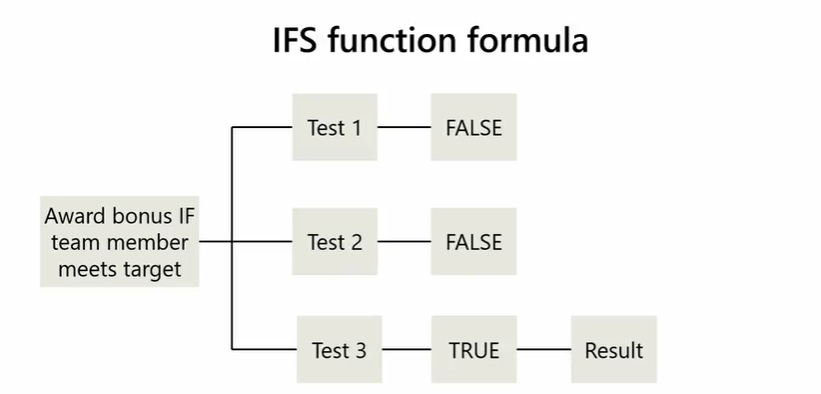 IFS function formula
Test 1
FALSE
Award bonus IF
team member
meets target
Test 2
FALSE
Test 3
TRUE
Result